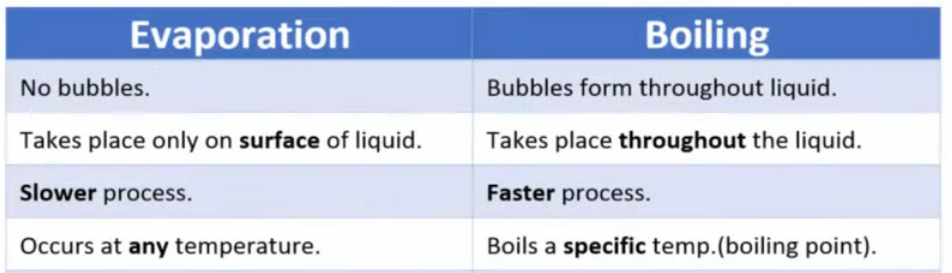 Evaporation Boiling
No bubbles. Bubbles form throughout liquid.
Takes place only on surface of liquid. Takes place throughout the liquid.
Slower process. Faster process.
Occurs at any temperature. Boils a specific temp.(boiling point).